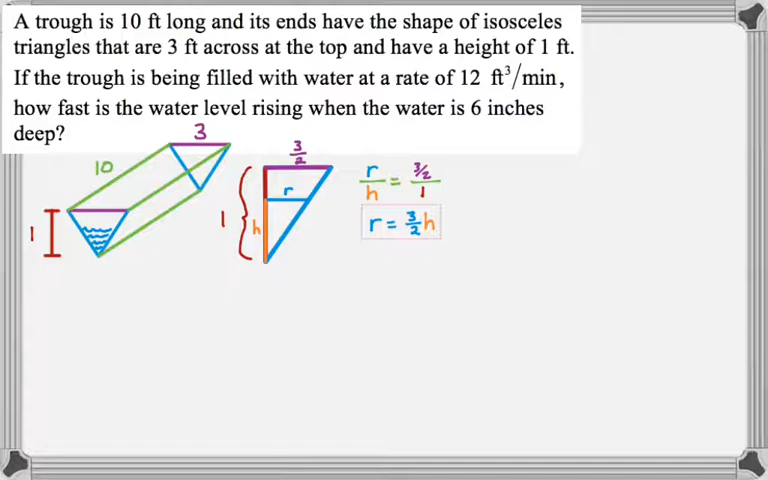 A trough is 10 ft long and its ends have the shape of isosceles
triangles that are 3 ft across at the top and have a height of 1 ft.
If the trough is being filled with water at a rate of 12 ft³/min,
how fast is the water level rising when the water is 6 inches
deep?
3
10
1
3/2
r
1
h
r/h = 3/2/1
r = 3/2 h